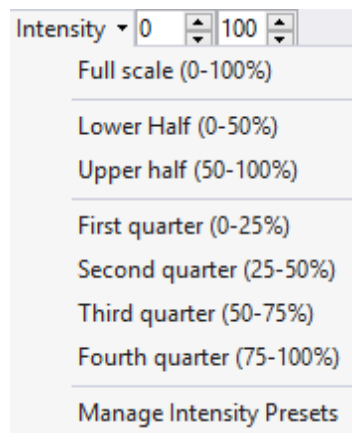 Intensity 0 100
Full scale (0-100%)
Lower Half (0-50%)
Upper half (50-100%)
First quarter (0-25%)
Second quarter (25-50%)
Third quarter (50-75%)
Fourth quarter (75-100%)
Manage Intensity Presets